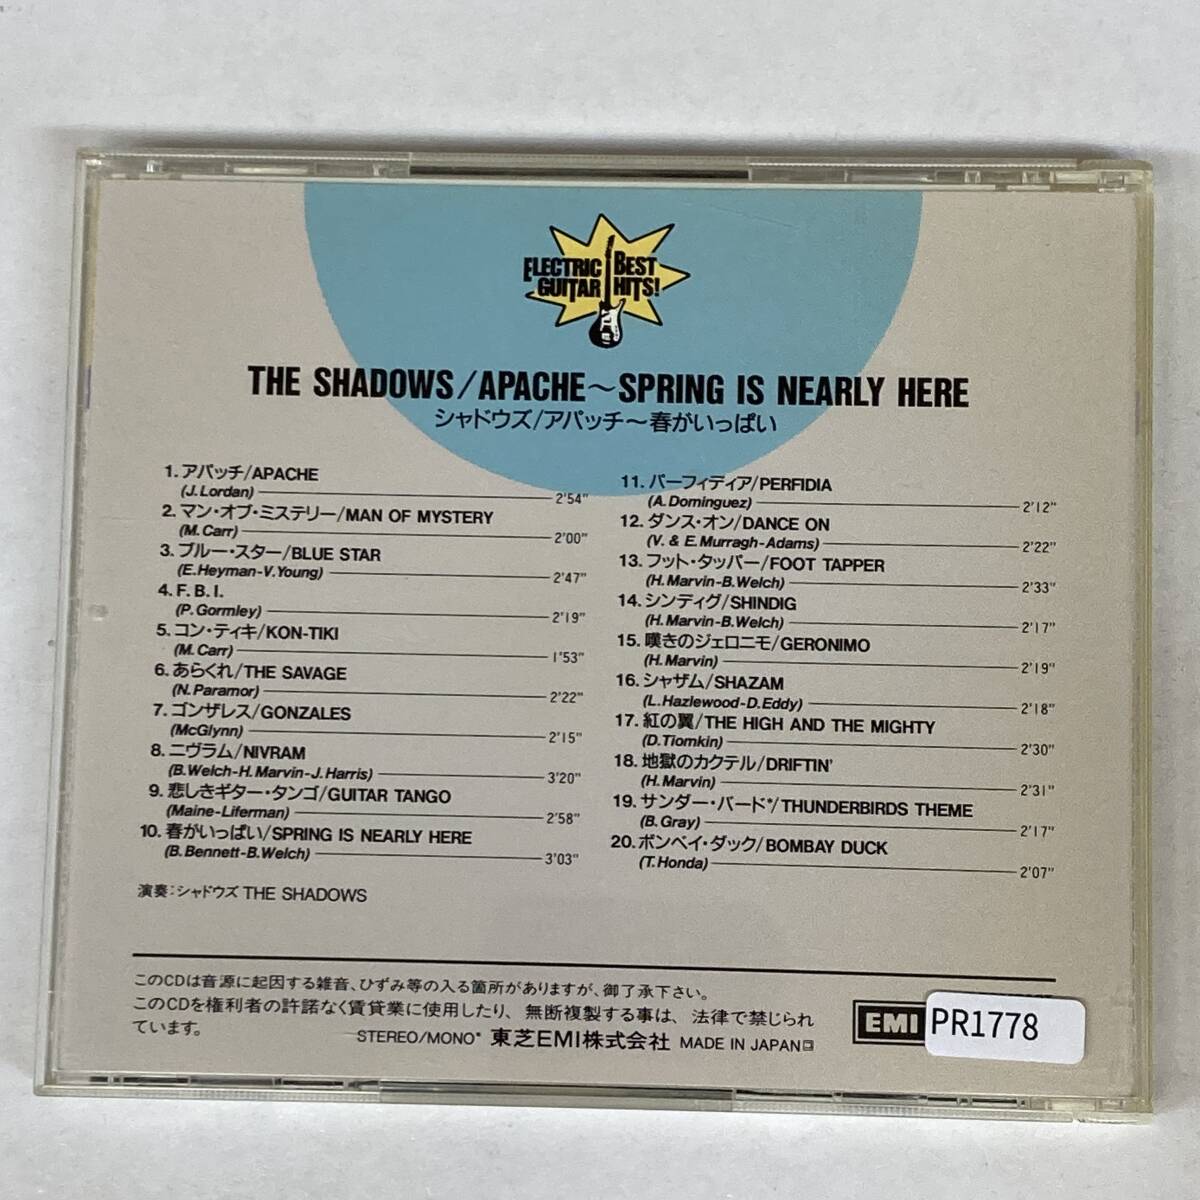 ELECTRIC BEST
GUITAR HITS!
THE SHADOWS/APACHE〜SPRING IS NEARLY HERE
シャドウズ/アパッチ〜春がいっぱい
1. アパッチ/APACHE
(J. Lordan) 2'54"
2. マン・オブ・ミステリー/MAN OF MYSTERY
(M. Carr) 2'00"
3. ブルー・スター/BLUE STAR
(E. Heyman-V. Young) 2'47"
4. F. B. I.
(P. Gormley) 2'19"
5. コン・ティキ/KON-TIKI
(M. Carr) 1'53"
6. あらくれ/THE SAVAGE
(N. Paramor) 2'22"
7. ゴンザレス/GONZALES
(McGlynn) 2'15"
8. ニヴラム/NIVRAM
(B. Welch-H. Marvin-J. Harris) 3'20"
9. 悲しきギター・タンゴ/GUITAR TANGO
(Maine-Liferman) 2'58"
10. 春がいっぱい/SPRING IS NEARLY HERE
(B. Bennett-B. Welch) 3'03"
11. パーフィディア/PERFIDIA
(A. Dominguez) 2'12"
12. ダンス・オン/DANCE ON
(V. & E. Murragh-Adams) 2'22"
13. フット・タッパー/FOOT TAPPER
(H. Marvin-B. Welch) 2'33"
14. シンディグ/SHINDIG
(H. Marvin-B. Welch) 2'17"
15. 嘆きのジェロニモ/GERONIMO
(H. Marvin) 2'19"
16. シャザム/SHAZAM
(L. Hazlewood-D. Eddy) 2'18"
17. 紅の翼/THE HIGH AND THE MIGHTY
(D. Tiomkin) 2'30"
18. 地獄のカクテル/DRIFTIN'
(H. Marvin) 2'31"
19. サンダー・バード*/THUNDERBIRDS THEME
(B. Gray) 2'17"
20. ボンベイ・ダック/BOMBAY DUCK
(T. Honda) 2'07"
演奏：シャドウズ THE SHADOWS
このCDは音源に起因する雑音、ひずみ等の入る箇所がありますが、御了承下さい。
このCDを権利者の許諾なく賃貸業に使用したり、無断複製する事は、法律で禁じられ
ています。
STEREO/MONO* 東芝EMI株式会社 MADE IN JAPAN
EMI
PR1778